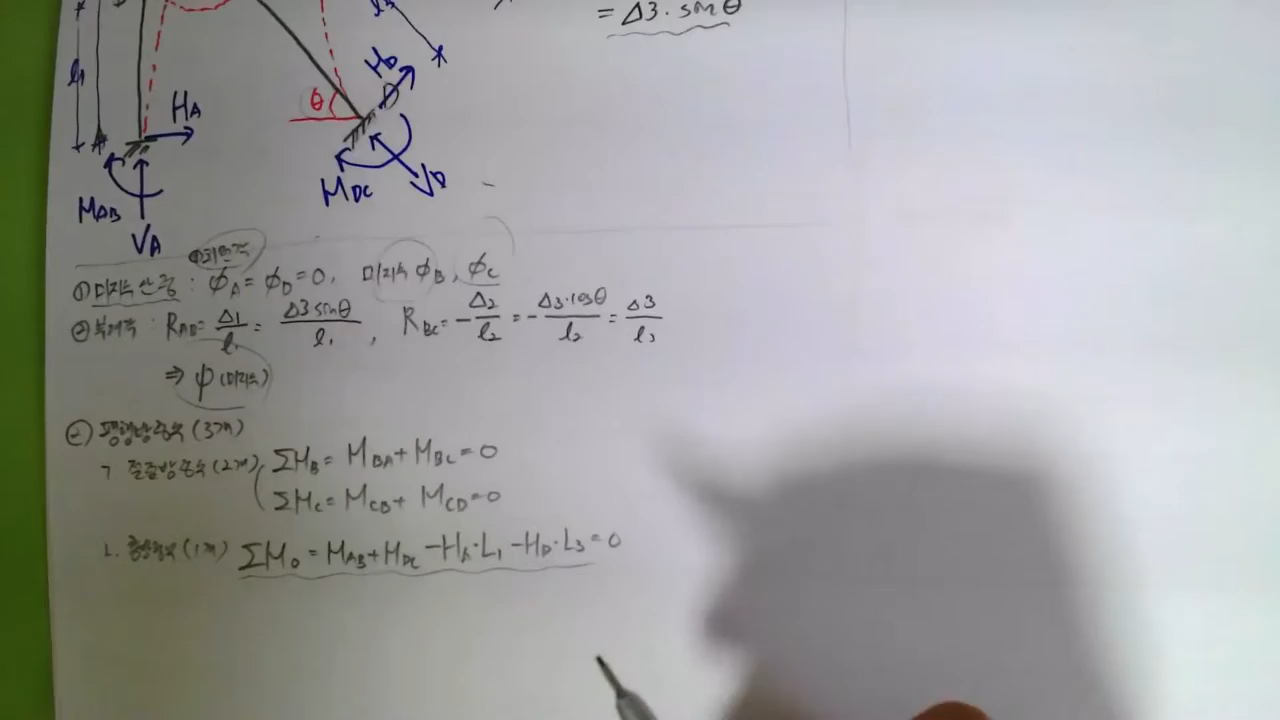 = Δ3·sinθ
l₁
H_A
θ
H_D
D
M_AB
V_A
M_DC
V_D
① 미지수 산정 : φ_A = φ_D = 0, 미지수 φ_B, φ_C
② 부재각 : R_AB = Δ1/l₁ = Δ3 sinθ/l₁ , R_BC = -Δ2/l₂ = -Δ3·cosθ/l₂ = Δ3/l₃
⇒ ψ (미지수)
② 평형방정식 (3개)
ㄱ 절점방정식 (2개) ΣM_B = M_BA + M_BC = 0
ΣM_C = M_CB + M_CD = 0
ㄴ. 층방정식 (1개) ΣM_O = M_AB + M_DC - H_A·L₁ - H_D·L₃ = 0